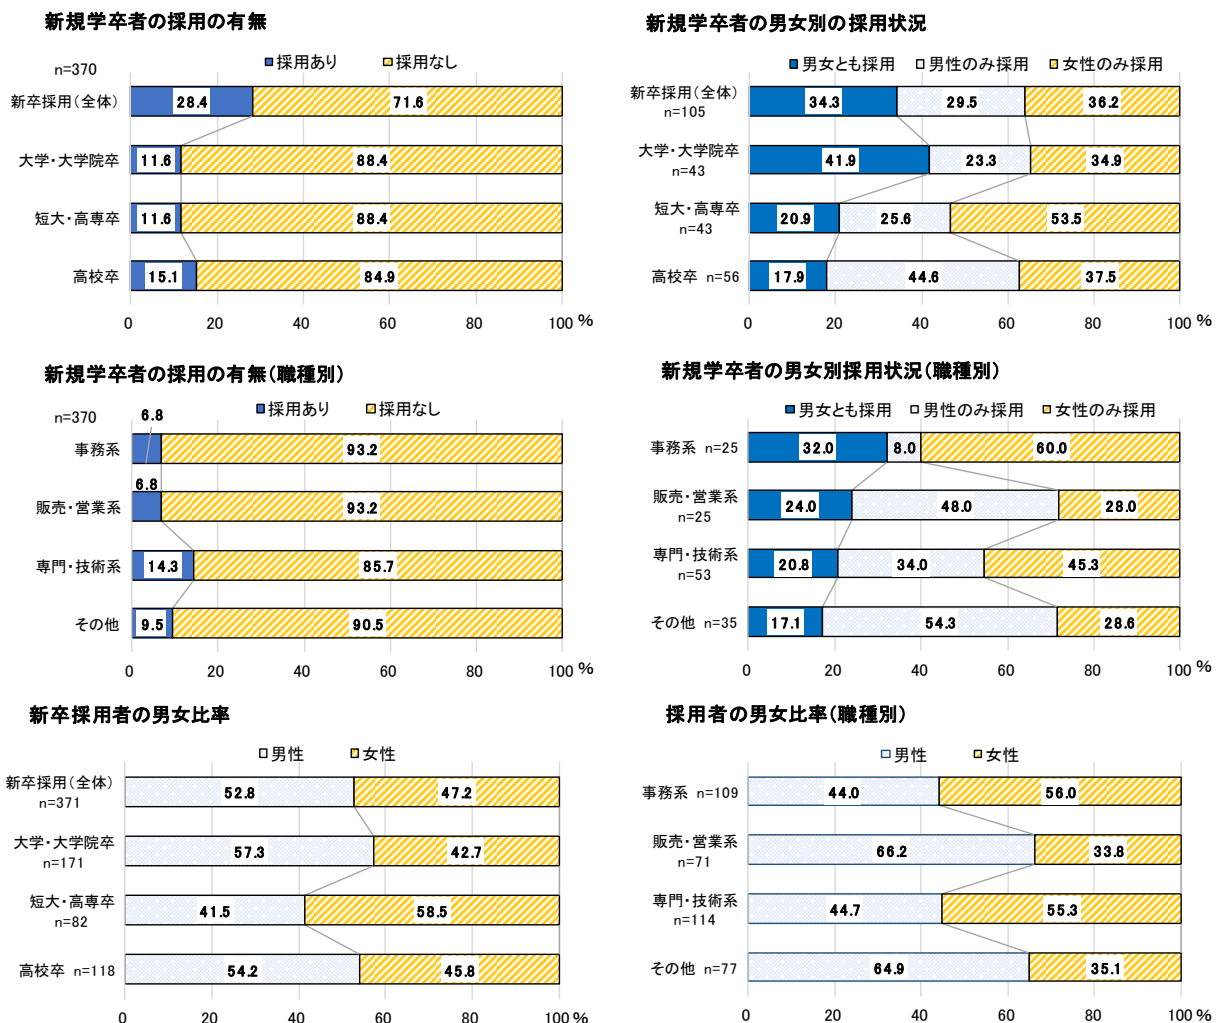 新規学卒者の採用の有無
n=370
採用あり 採用なし
新卒採用(全体) 28.4 71.6
大学・大学院卒 11.6 88.4
短大・高専卒 11.6 88.4
高校卒 15.1 84.9
0 20 40 60 80 100 %
新規学卒者の男女別の採用状況
男女とも採用 男性のみ採用 女性のみ採用
新卒採用(全体) 34.3 29.5 36.2
n=105
大学・大学院卒 41.9 23.3 34.9
n=43
短大・高専卒 20.9 25.6 53.5
n=43
高校卒 n=56 17.9 44.6 37.5
0 20 40 60 80 100 %
新規学卒者の採用の有無(職種別)
n=370
採用あり 採用なし
6.8
事務系 93.2
6.8
販売・営業系 93.2
専門・技術系 14.3 85.7
その他 9.5 90.5
0 20 40 60 80 100 %
新規学卒者の男女別採用状況(職種別)
男女とも採用 男性のみ採用 女性のみ採用
事務系 n=25 32.0 8.0 60.0
販売・営業系 24.0 48.0 28.0
n=25
専門・技術系 20.8 34.0 45.3
n=53
その他 n=35 17.1 54.3 28.6
0 20 40 60 80 100 %
新卒採用者の男女比率
男性 女性
新卒採用(全体) 52.8 47.2
n=371
大学・大学院卒 57.3 42.7
n=171
短大・高専卒 41.5 58.5
n=82
高校卒 n=118 54.2 45.8
0 20 40 60 80 100 %
採用者の男女比率(職種別)
男性 女性
事務系 n=109 44.0 56.0
販売・営業系 66.2 33.8
n=71
専門・技術系 44.7 55.3
n=114
その他 n=77 64.9 35.1
0 20 40 60 80 100 %